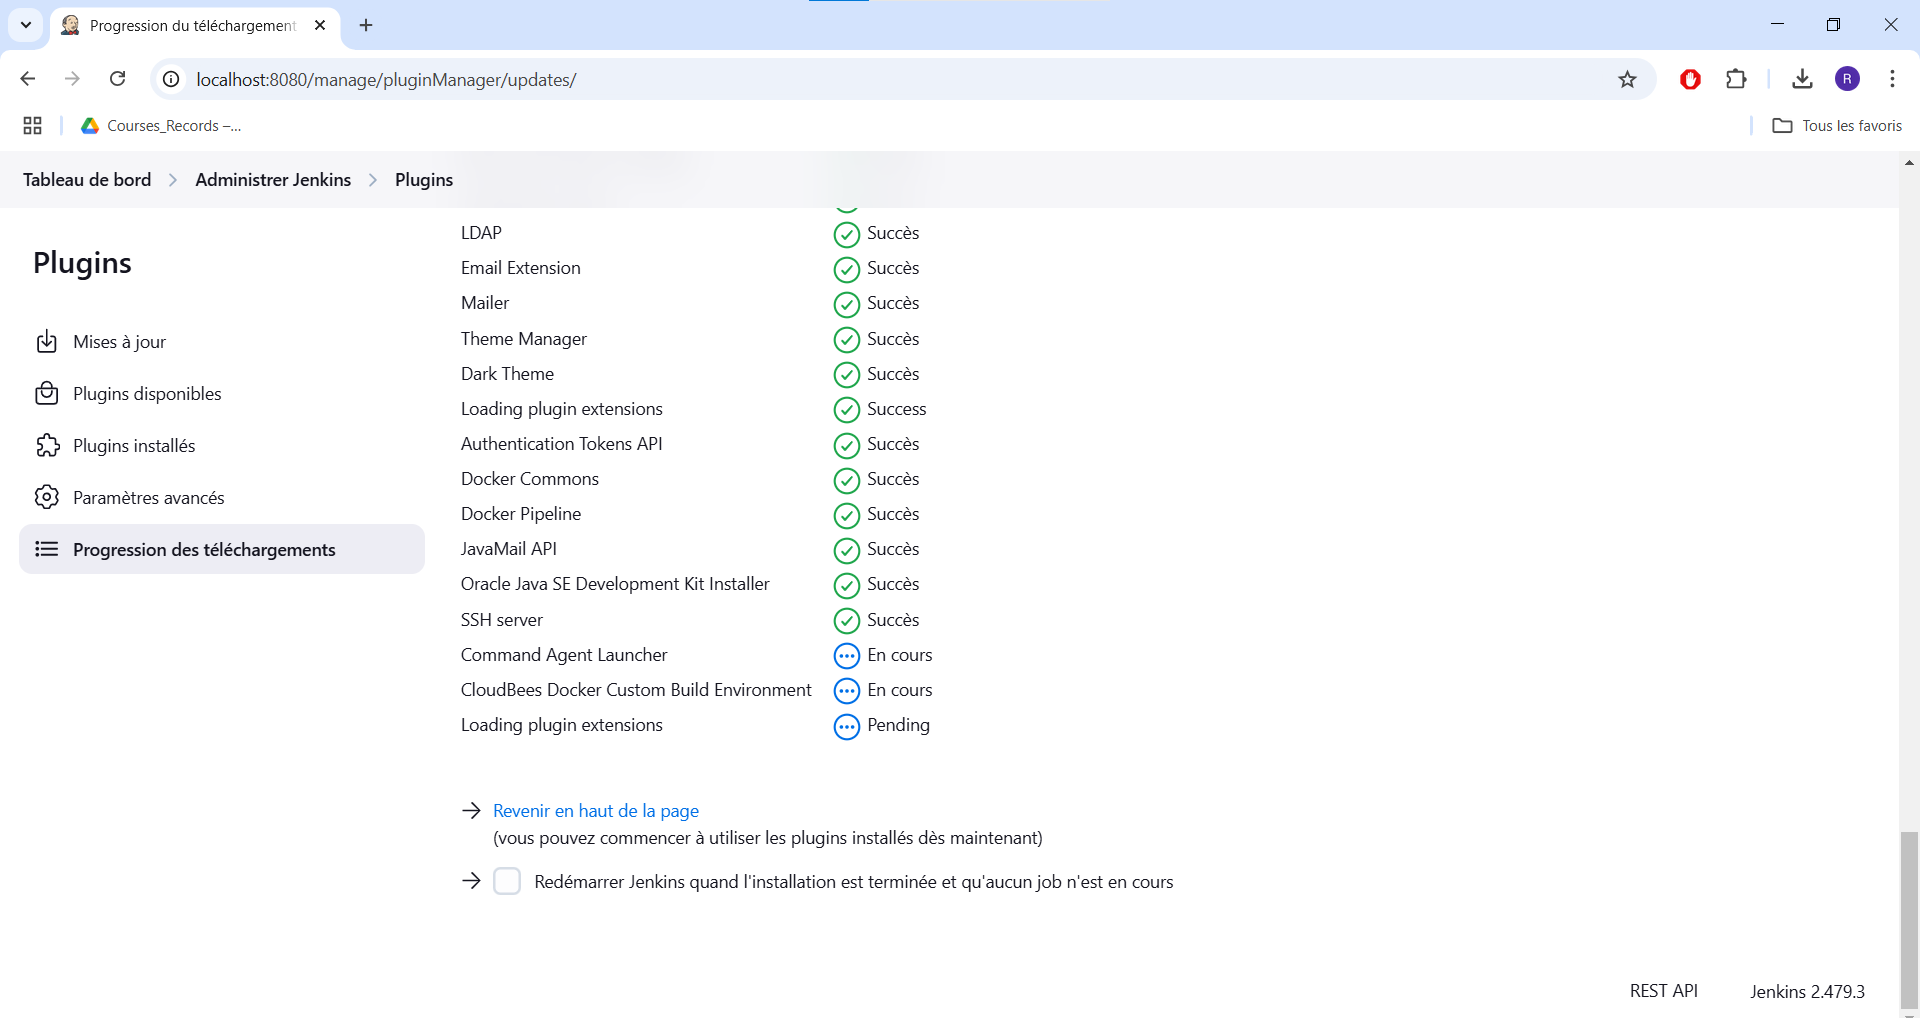 Progression du téléchargement
localhost:8080/manage/pluginManager/updates/
R
Courses_Records –...
Tous les favoris
Tableau de bord
Administrer Jenkins
Plugins
Plugins
Mises à jour
Plugins disponibles
Plugins installés
Paramètres avancés
Progression des téléchargements
LDAP Succès
Email Extension Succès
Mailer Succès
Theme Manager Succès
Dark Theme Succès
Loading plugin extensions Success
Authentication Tokens API Succès
Docker Commons Succès
Docker Pipeline Succès
JavaMail API Succès
Oracle Java SE Development Kit Installer Succès
SSH server Succès
Command Agent Launcher En cours
CloudBees Docker Custom Build Environment En cours
Loading plugin extensions Pending
Revenir en haut de la page
(vous pouvez commencer à utiliser les plugins installés dès maintenant)
Redémarrer Jenkins quand l'installation est terminée et qu'aucun job n'est en cours
REST API
Jenkins 2.479.3